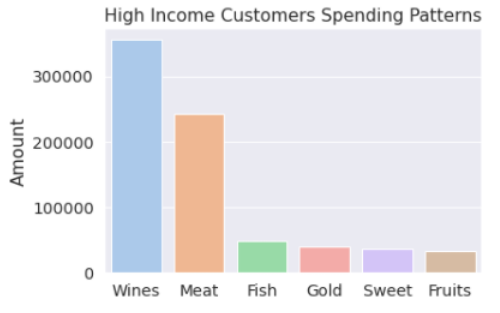 High Income Customers Spending Patterns
Amount
300000
200000
100000
0
Wines Meat Fish Gold Sweet Fruits